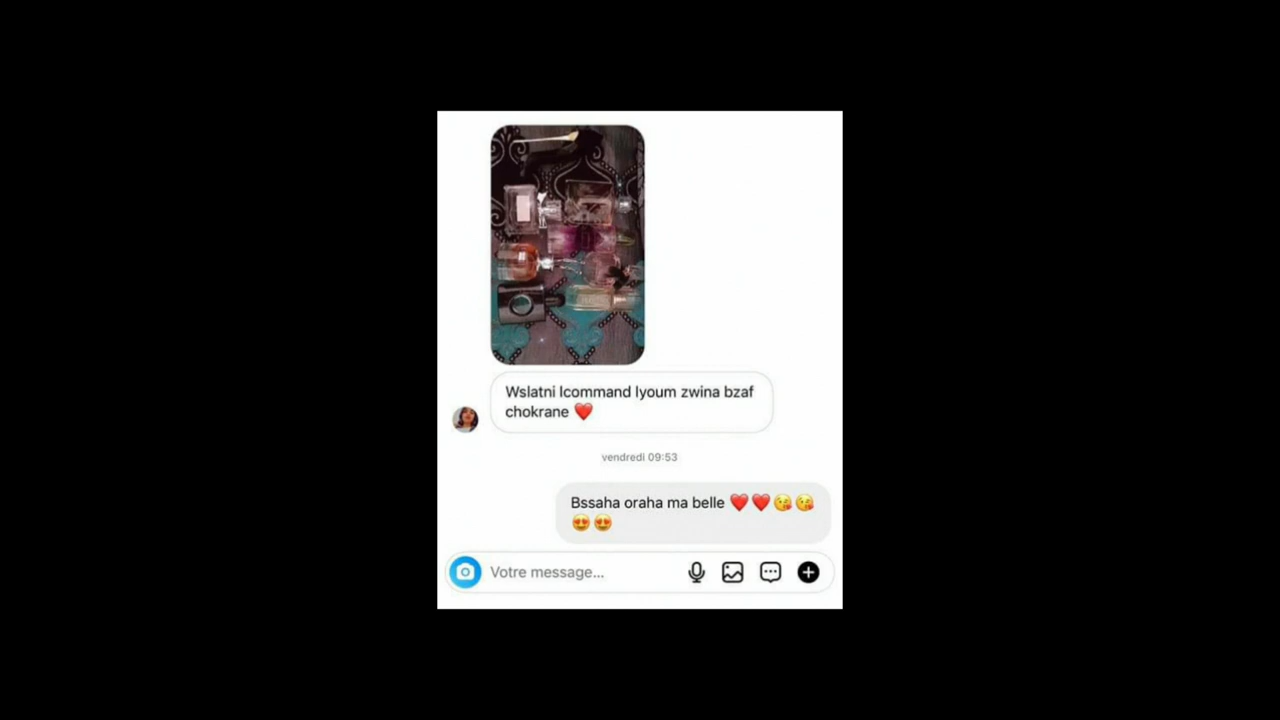 Wslatni lcommand lyoum zwina bzaf
chokrane ❤️
vendredi 09:53
Bssaha oraha ma belle ❤️❤️😘😘
😍😍
Votre message...